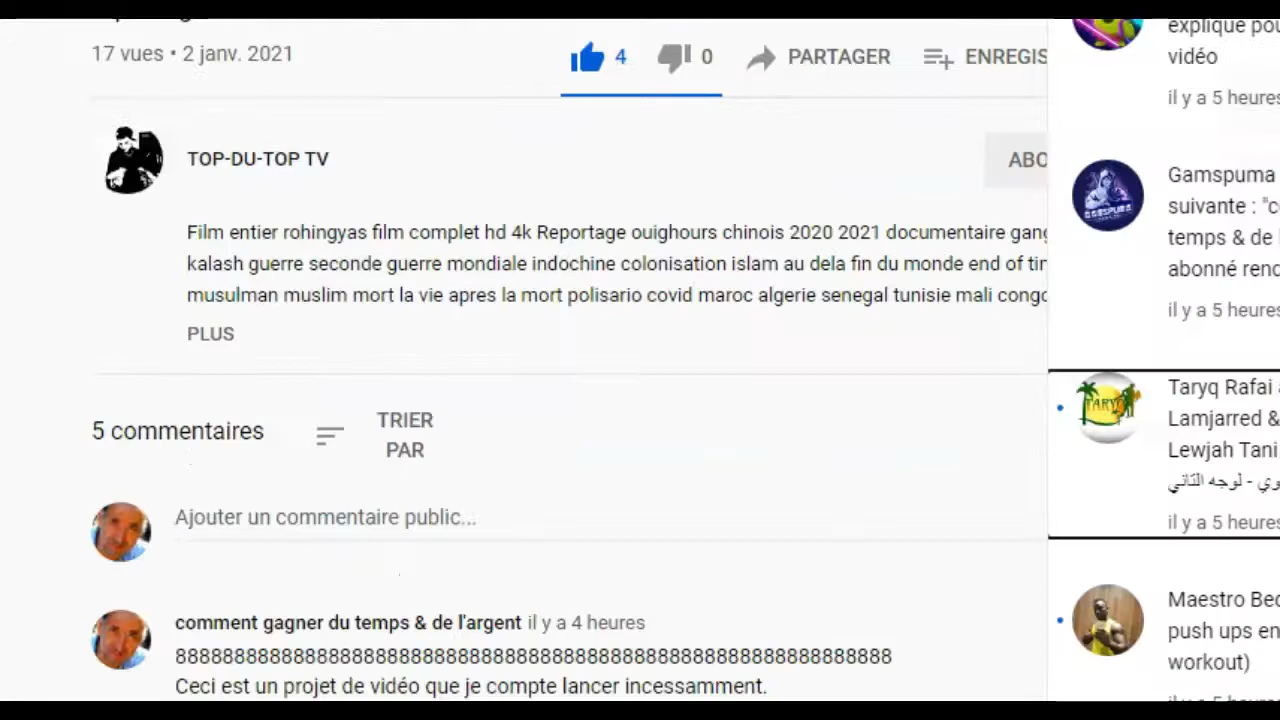 17 vues • 2 janv. 2021
4
0
PARTAGER
ENREGIS
TOP-DU-TOP TV
ABO
Film entier rohingyas film complet hd 4k Reportage ouighours chinois 2020 2021 documentaire gang
kalash guerre seconde guerre mondiale indochine colonisation islam au dela fin du monde end of tim
musulman muslim mort la vie apres la mort polisario covid maroc algerie senegal tunisie mali congo
PLUS
5 commentaires
TRIER
PAR
Ajouter un commentaire public...
comment gagner du temps & de l'argent il y a 4 heures
Ceci est un projet de vidéo que je compte lancer incessamment.
explique pou
vidéo
il y a 5 heures
Gamspuma
suivante : "c
temps & de l
abonné rend
il y a 5 heures
Taryq Rafai
Lamjarred &
Lewjah Tani
وي - لوجه الثاني
il y a 5 heures
Maestro Bec
push ups en
workout)